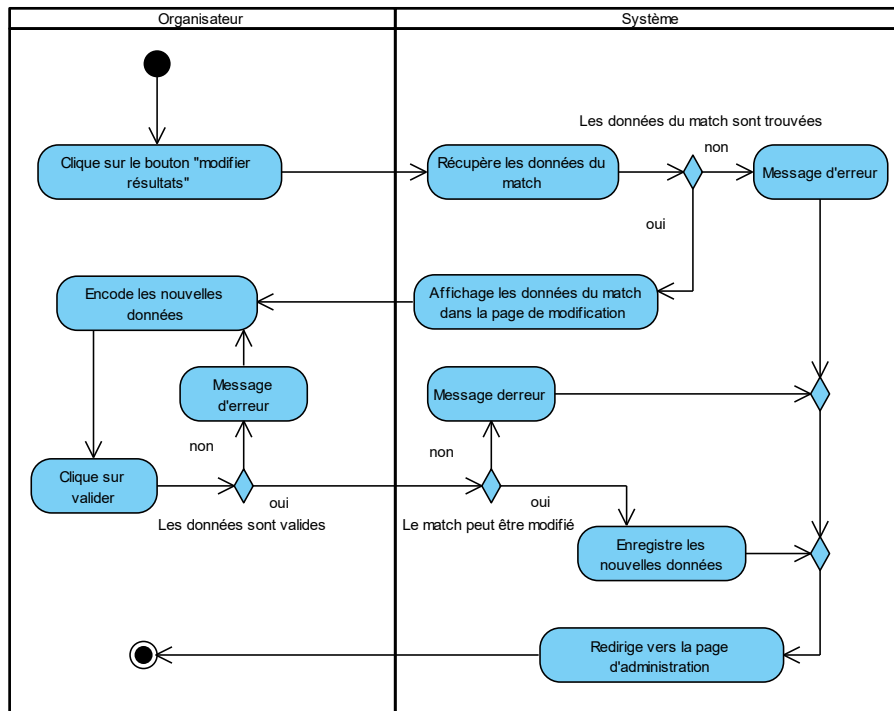 Organisateur
Système
Les données du match sont trouvées
non
Clique sur le bouton "modifier
résultats"
Récupère les données du
match
Message d'erreur
oui
Encode les nouvelles
données
Affichage les données du match
dans la page de modification
Message
d'erreur
Message derreur
non
non
Clique sur
valider
oui
oui
Les données sont valides
Le match peut être modifié
Enregistre les
nouvelles données
Redirige vers la page
d'administration